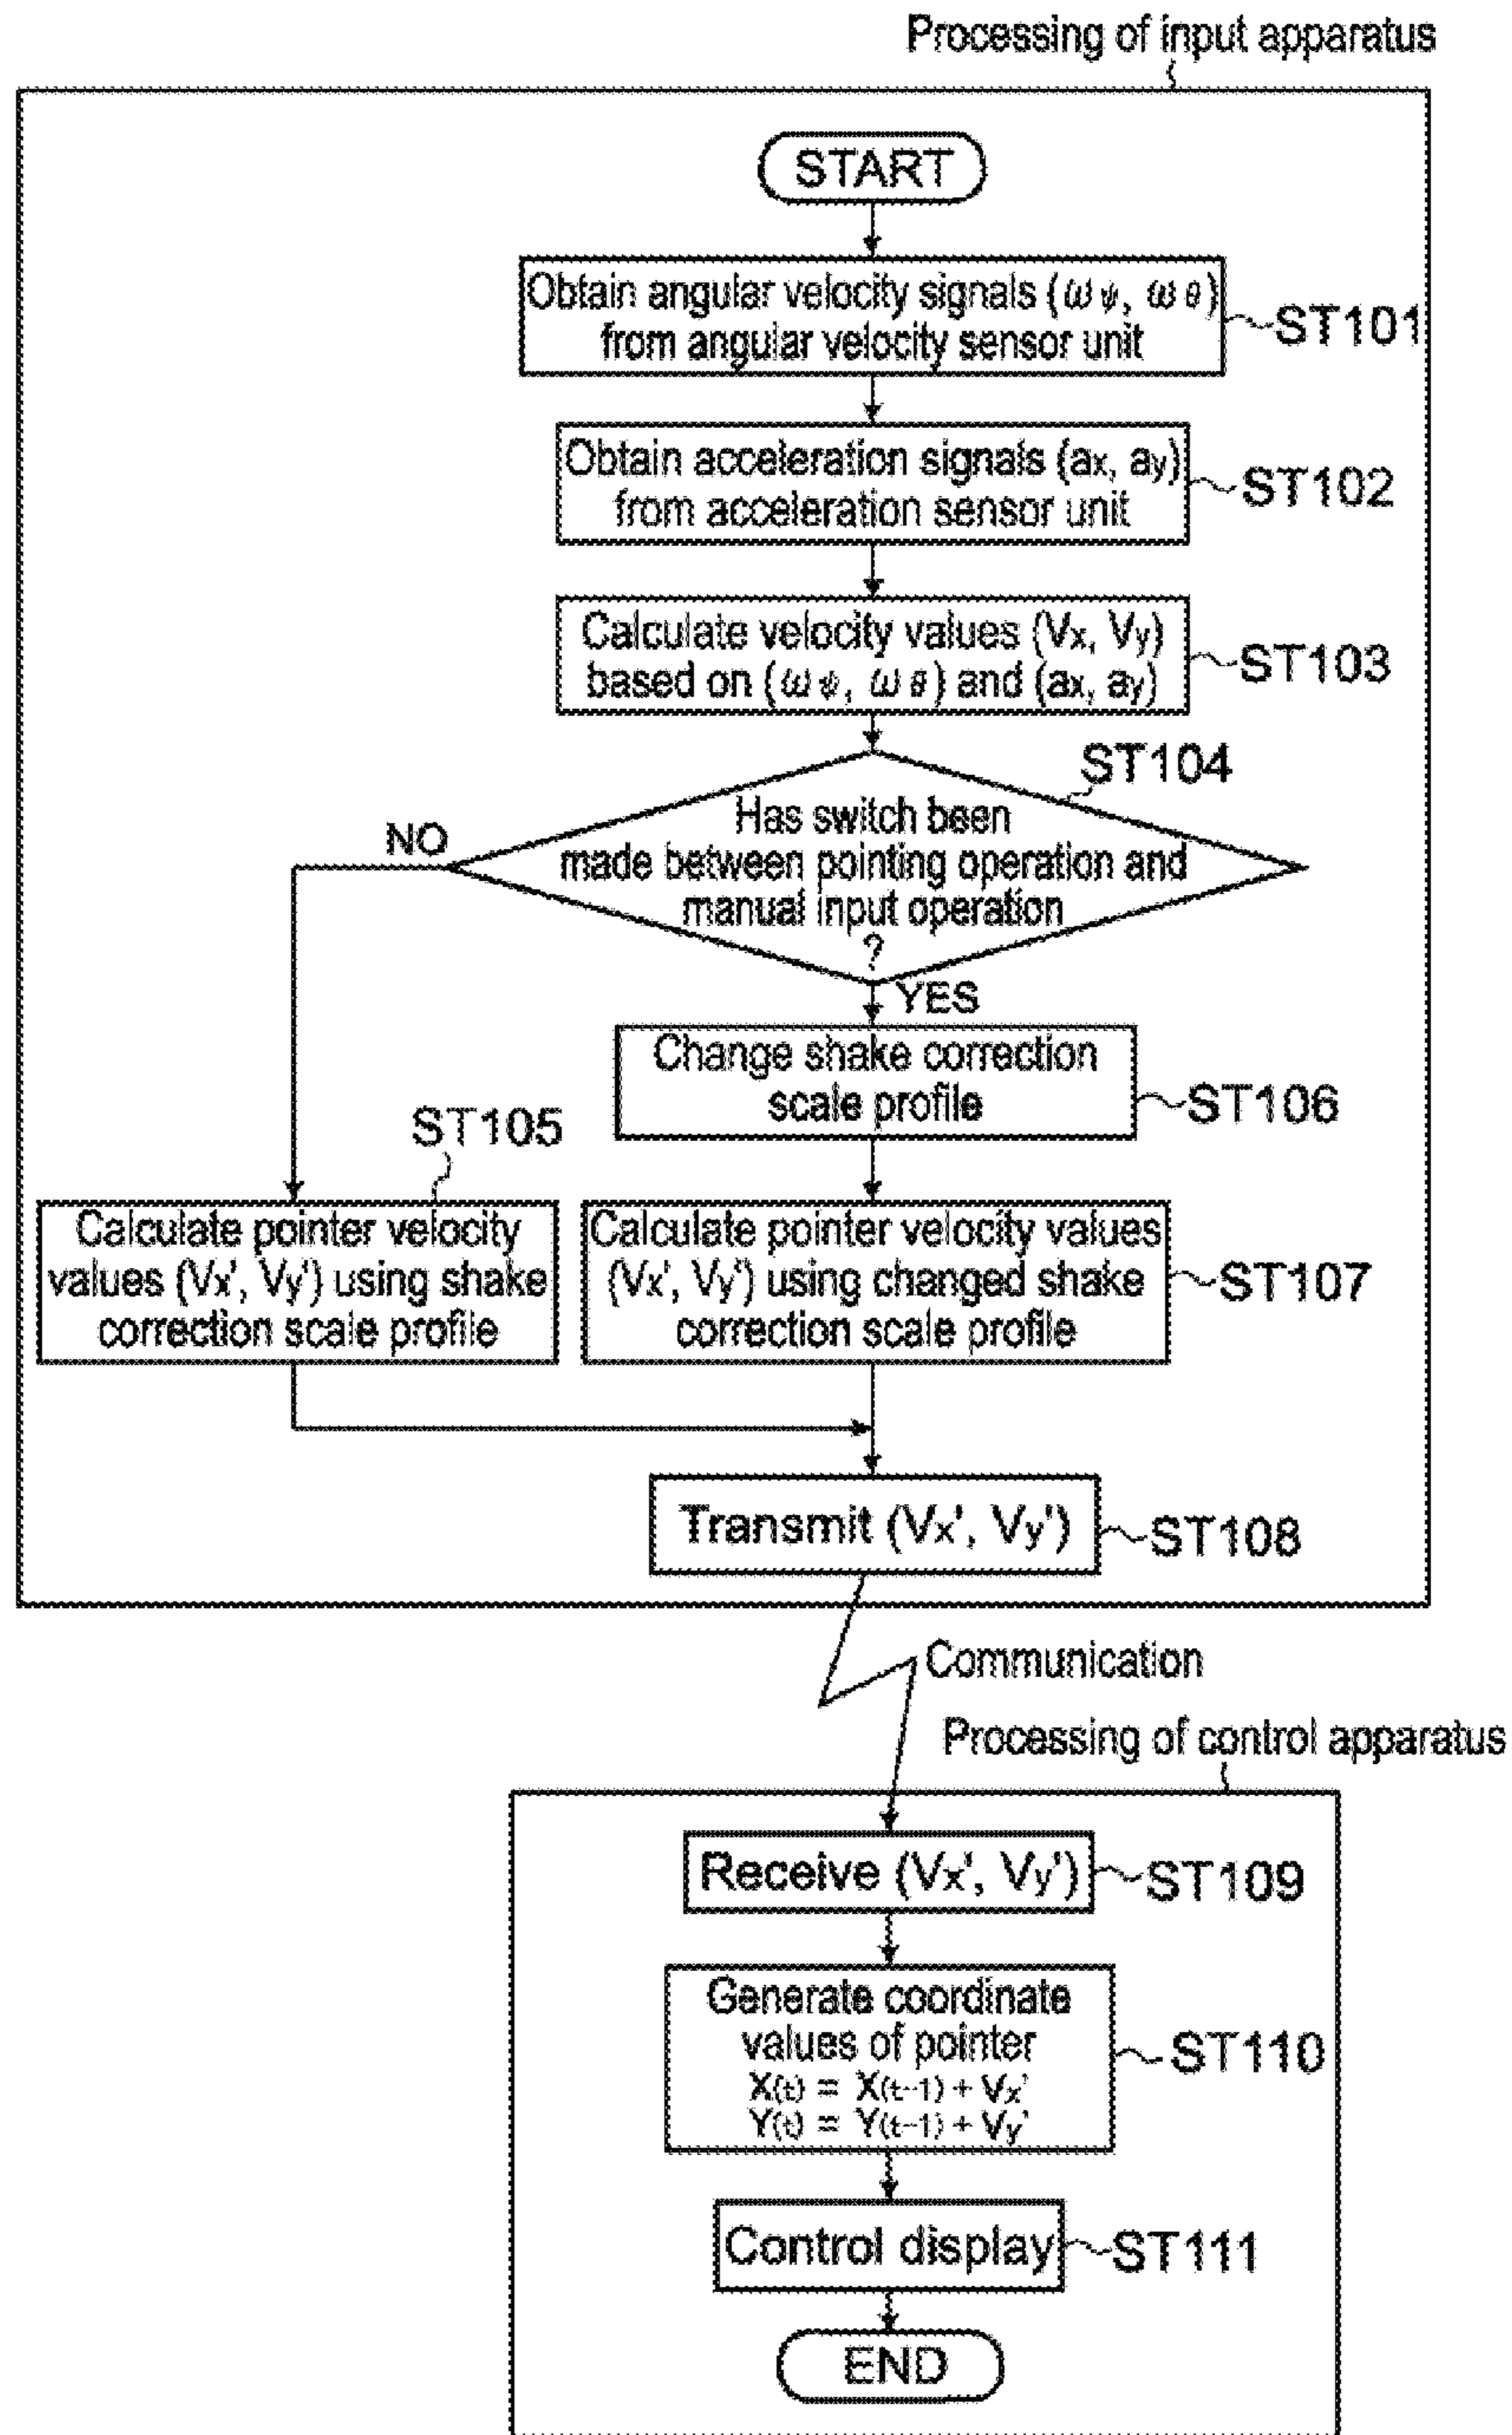 Processing of input apparatus
START
Obtain angular velocity signals (ωψ, ωθ)
from angular velocity sensor unit
ST101
Obtain acceleration signals (ax, ay)
from acceleration sensor unit
ST102
Calculate velocity values (Vx, Vy)
based on (ωψ, ωθ) and (ax, ay)
ST103
ST104
Has switch been
made between pointing operation and
manual input operation
?
NO
YES
Change shake correction
scale profile
ST106
ST105
Calculate pointer velocity
values (Vx', Vy') using shake
correction scale profile
Calculate pointer velocity values
(Vx', Vy') using changed shake
correction scale profile
ST107
Transmit (Vx', Vy')
ST108
Communication
Processing of control apparatus
Receive (Vx', Vy')
ST109
Generate coordinate
values of pointer
X(t) = X(t-1) + Vx'
Y(t) = Y(t-1) + Vy'
ST110
Control display
ST111
END